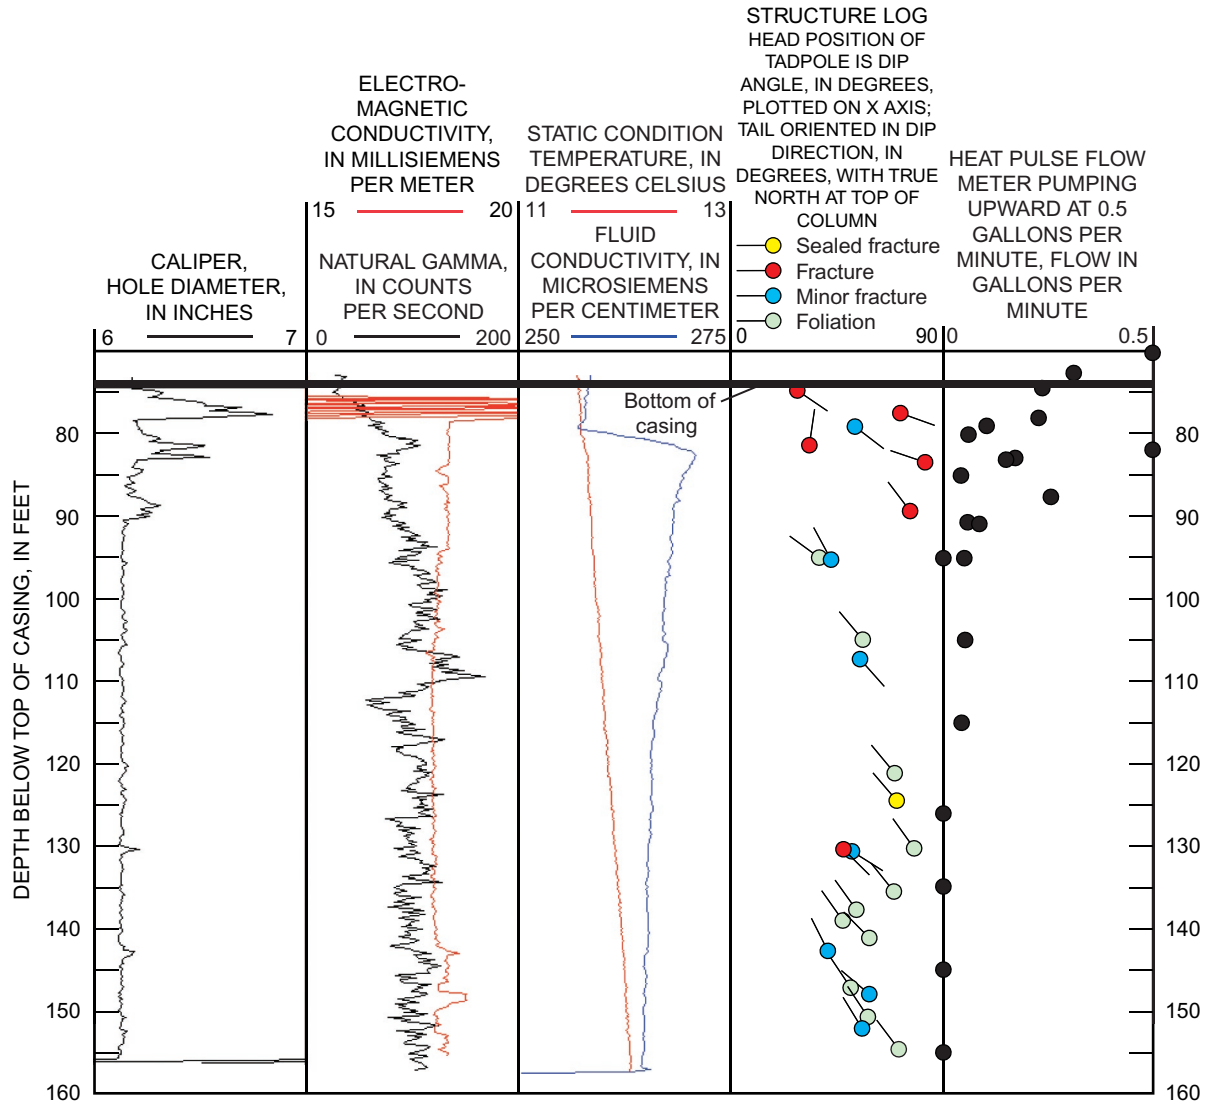 STRUCTURE LOG
HEAD POSITION OF
TADPOLE IS DIP
ANGLE, IN DEGREES,
PLOTTED ON X AXIS;
TAIL ORIENTED IN DIP
DIRECTION, IN
DEGREES, WITH TRUE
NORTH AT TOP OF
COLUMN
Sealed fracture
Fracture
Minor fracture
Foliation
0 90
ELECTRO-
MAGNETIC
CONDUCTIVITY,
IN MILLISIEMENS
PER METER
15 20
NATURAL GAMMA,
IN COUNTS
PER SECOND
0 200
STATIC CONDITION
TEMPERATURE, IN
DEGREES CELSIUS
11 13
FLUID
CONDUCTIVITY, IN
MICROSIEMENS
PER CENTIMETER
250 275
HEAT PULSE FLOW
METER PUMPING
UPWARD AT 0.5
GALLONS PER
MINUTE, FLOW IN
GALLONS PER
MINUTE
0 0.5
CALIPER,
HOLE DIAMETER,
IN INCHES
6 7
Bottom of
casing
DEPTH BELOW TOP OF CASING, IN FEET
80 80
90 90
100 100
110 110
120 120
130 130
140 140
150 150
160 160